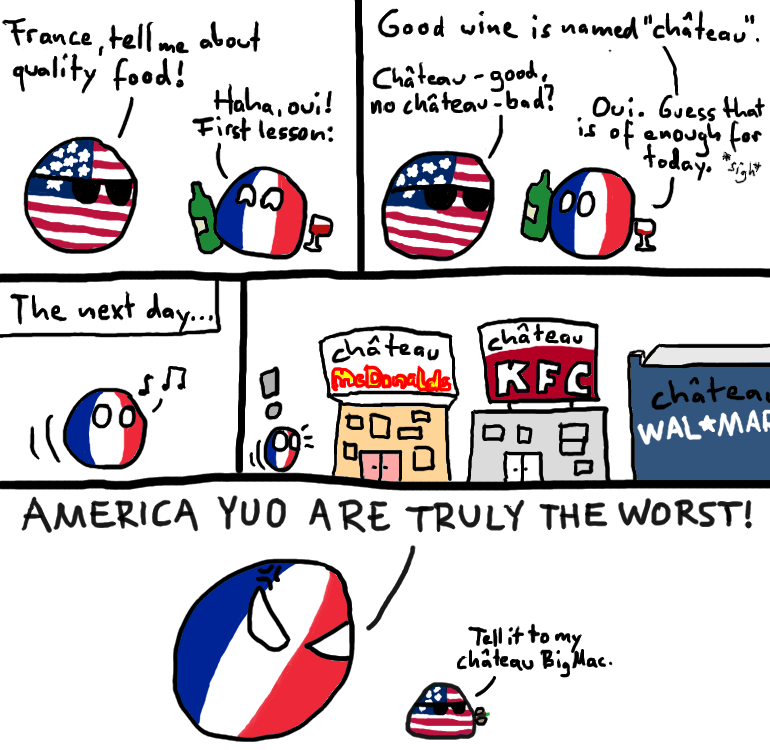 France, tell me about
quality food!
Haha, oui!
First lesson:
Good wine is named "château".
Château - good,
no château - bad?
Oui. Guess that
is of enough for
today. *sigh*
The next day...
château
McDonalds
château
KFC
château
WAL★MAR
AMERICA YUO ARE TRULY THE WORST!
Tell it to my
château BigMac.